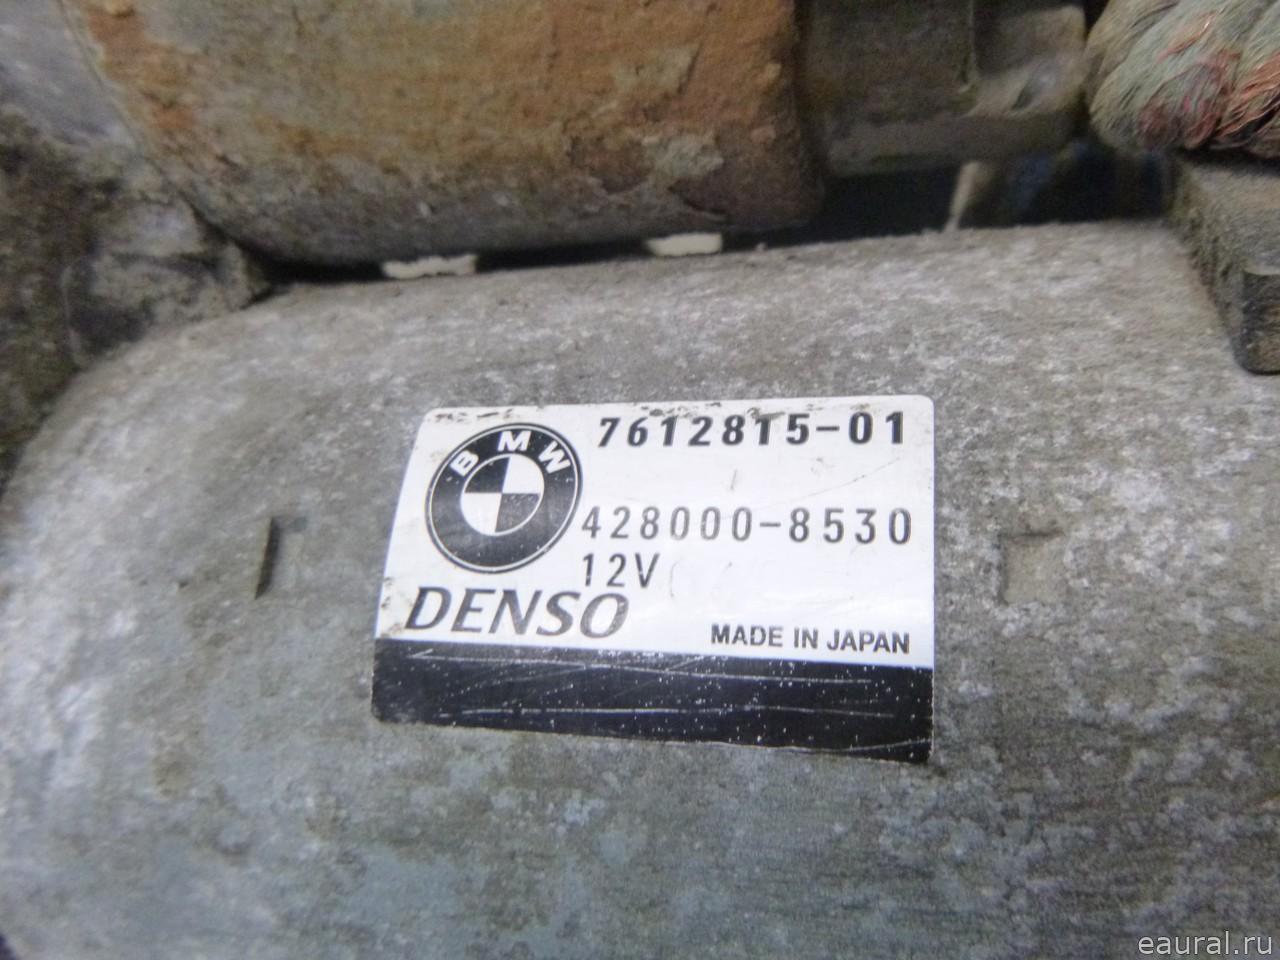 BMW
7612815-01
428000-8530
12V
DENSO
MADE IN JAPAN
eaural.ru